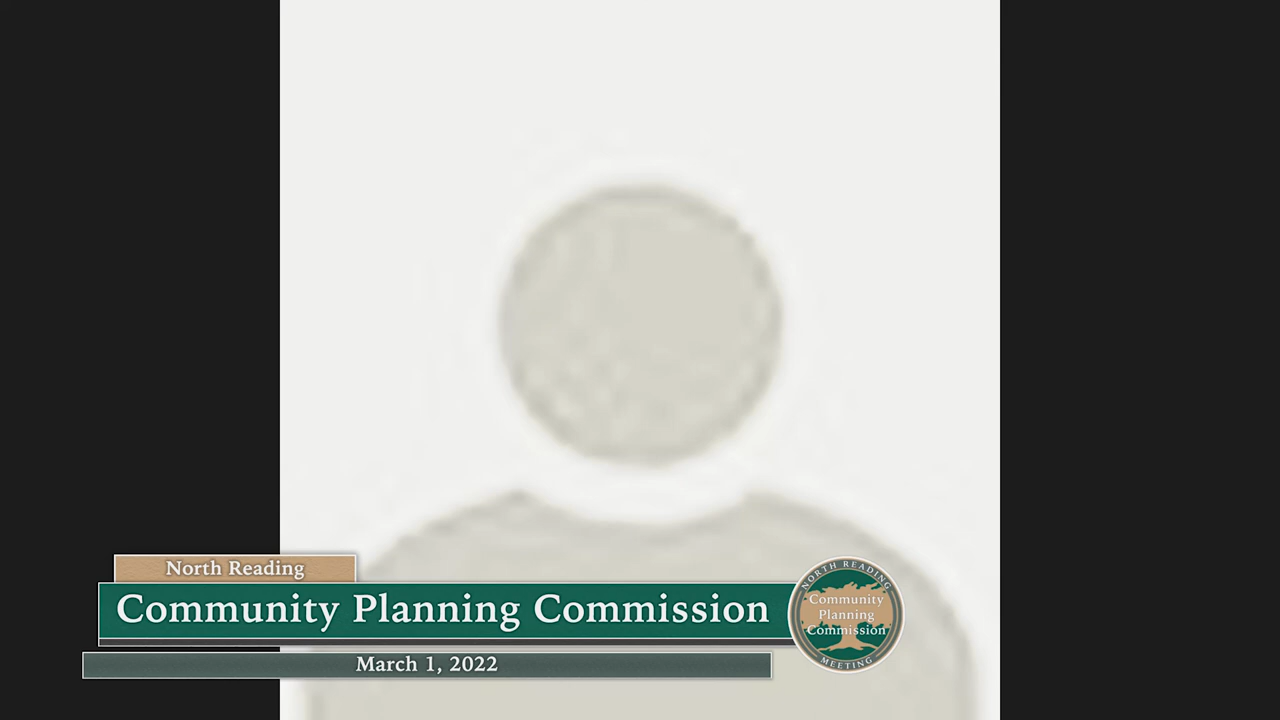 North Reading
Community Planning Commission
March 1, 2022
NORTH READING
Community
Planning
Commission
MEETING